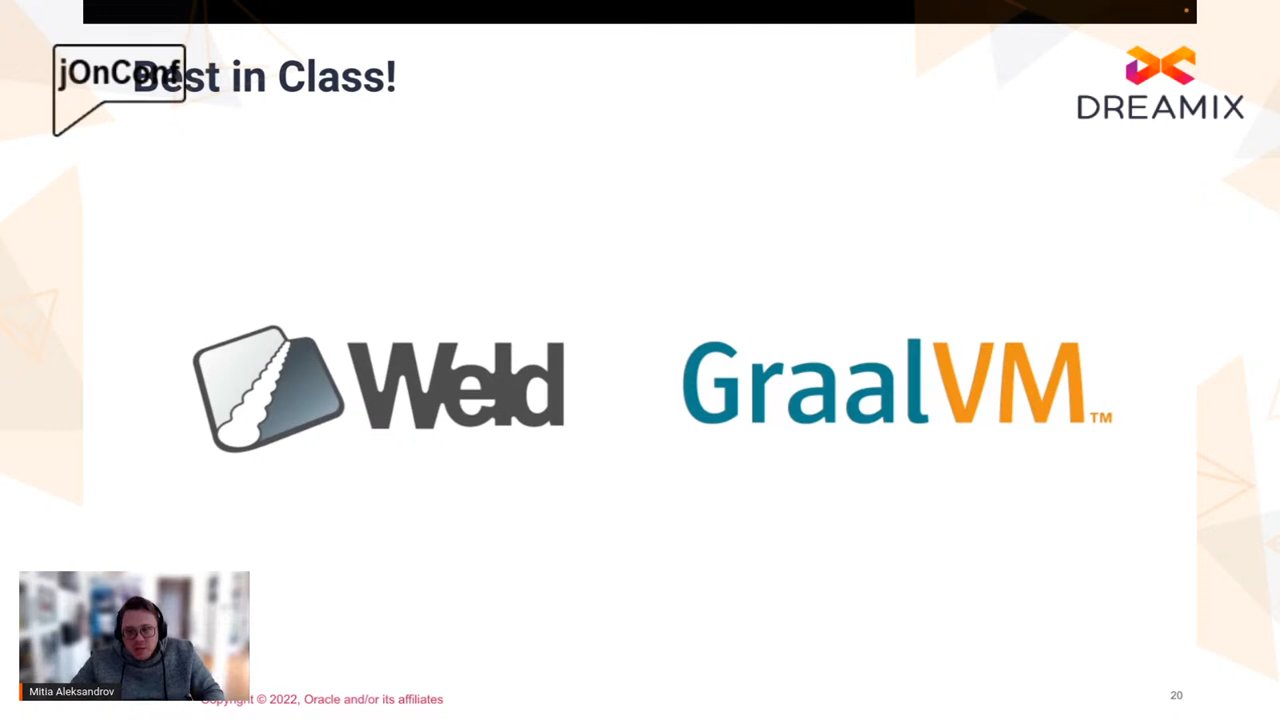 jOnConf
Best in Class!
DREAMIX
Weld
GraalVM™
Mitia Aleksandrov
Copyright © 2022, Oracle and/or its affiliates
20